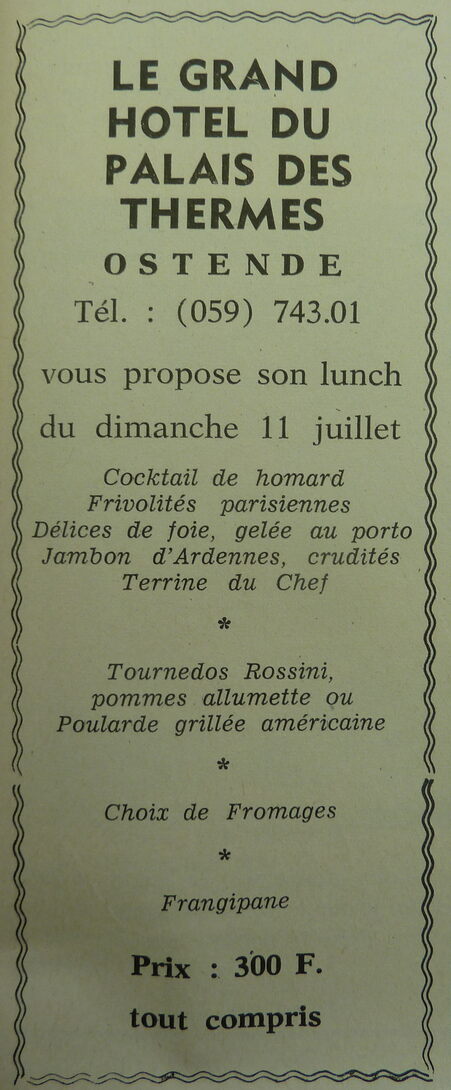 LE GRAND
HOTEL DU
PALAIS DES
THERMES
OSTENDE
Tél. : (059) 743.01
vous propose son lunch
du dimanche 11 juillet
Cocktail de homard
Frivolités parisiennes
Délices de foie, gelée au porto
Jambon d'Ardennes, crudités
Terrine du Chef
*
Tournedos Rossini,
pommes allumette ou
Poularde grillée américaine
*
Choix de Fromages
*
Frangipane
Prix : 300 F.
tout compris